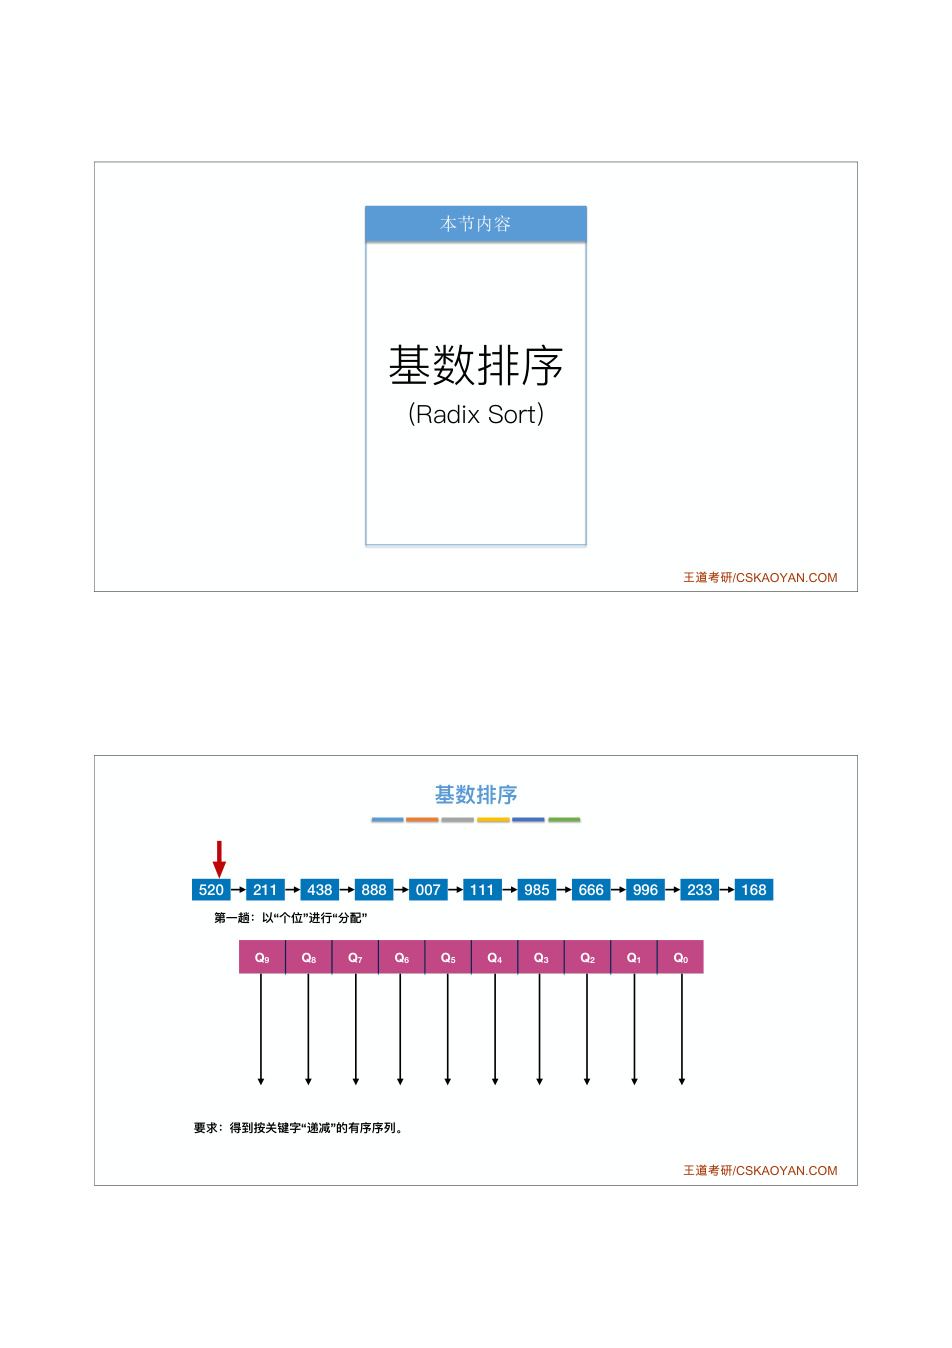 本节内容
基数排序
（Radix Sort）
王道考研/CSKAOYAN.COM
基数排序
520 211 438 888 007 111 985 666 996 233 168
第一趟：以“个位”进行“分配”
Q9 Q8 Q7 Q6 Q5 Q4 Q3 Q2 Q1 Q0
要求：得到按关键字“递减”的有序序列。
王道考研/CSKAOYAN.COM